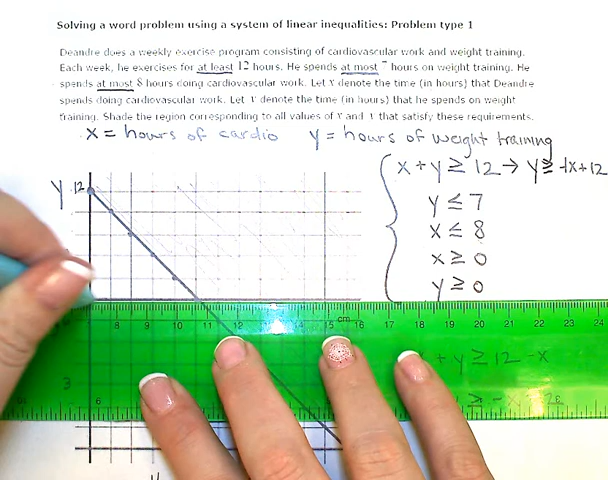 Solving a word problem using a system of linear inequalities: Problem type 1
Deandre does a weekly exercise program consisting of cardiovascular work and weight training.
Each week, he exercises for at least 12 hours. He spends at most 7 hours on weight training. He
spends at most 8 hours doing cardiovascular work. Let x denote the time (in hours) that Deandre
spends doing cardiovascular work. Let y denote the time (in hours) that he spends on weight
training. Shade the region corresponding to all values of x and y that satisfy these requirements.
x = hours of cardio y = hours of weight training
x + y ≥ 12 → y ≥ -1x + 12
y ≤ 7
x ≤ 8
x ≥ 0
y ≥ 0
y 12
cm
8 9 10 11 12 13 14 15 16 17 18 19 20 21 22 23 24
+ y ≥ 12 - x
3
6